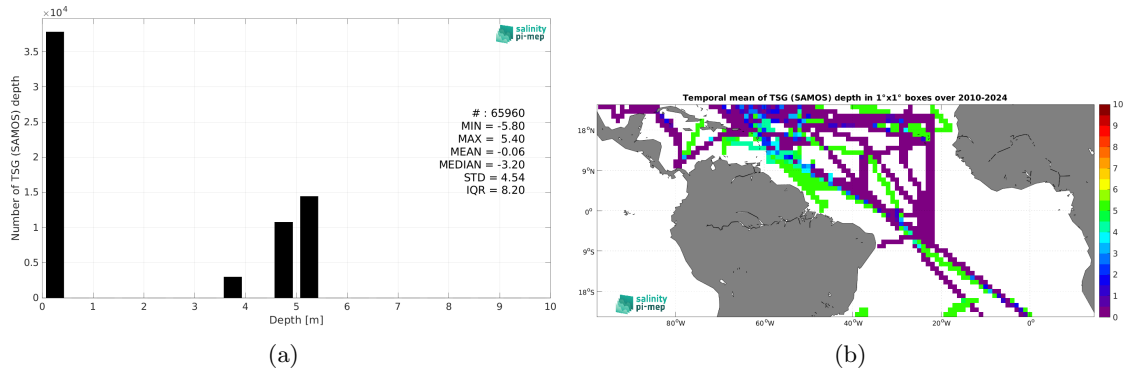 ×10⁴
3.5
3
2.5
2
1.5
1
0.5
0
0 1 2 3 4 5 6 7 8 9 10
Number of TSG (SAMOS) depth
Depth [m]
salinity
pi-mep
# : 65960
MIN = -5.80
MAX = 5.40
MEAN = -0.06
MEDIAN = -3.20
STD = 4.54
IQR = 8.20
(a)
Temporal mean of TSG (SAMOS) depth in 1°x1° boxes over 2010-2024
18°N
9°N
0°
9°S
18°S
80°W 60°W 40°W 20°W 0°
salinity
pi-mep
10
9
8
7
6
5
4
3
2
1
0
(b)